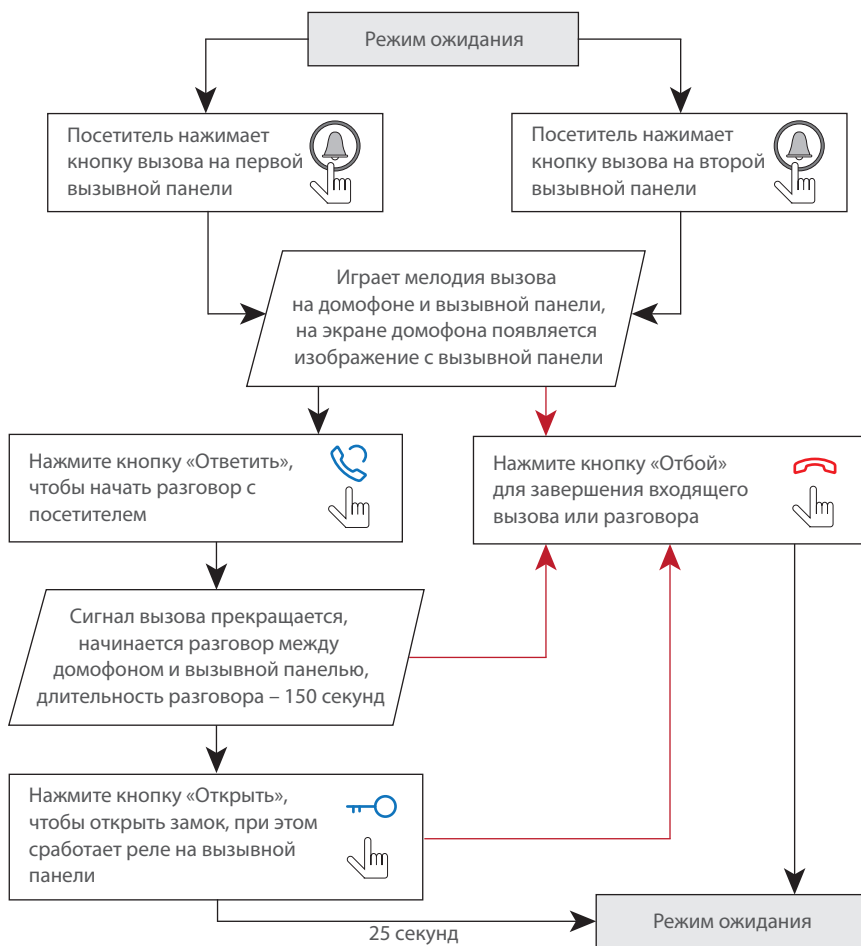 Режим ожидания
Посетитель нажимает
кнопку вызова на первой
вызывной панели
Посетитель нажимает
кнопку вызова на второй
вызывной панели
Играет мелодия вызова
на домофоне и вызывной панели,
на экране домофона появляется
изображение с вызывной панели
Нажмите кнопку «Ответить»,
чтобы начать разговор с
посетителем
Нажмите кнопку «Отбой»
для завершения входящего
вызова или разговора
Сигнал вызова прекращается,
начинается разговор между
домофоном и вызывной панелью,
длительность разговора – 150 секунд
Нажмите кнопку «Открыть»,
чтобы открыть замок, при этом
сработает реле на вызывной
панели
25 секунд
Режим ожидания